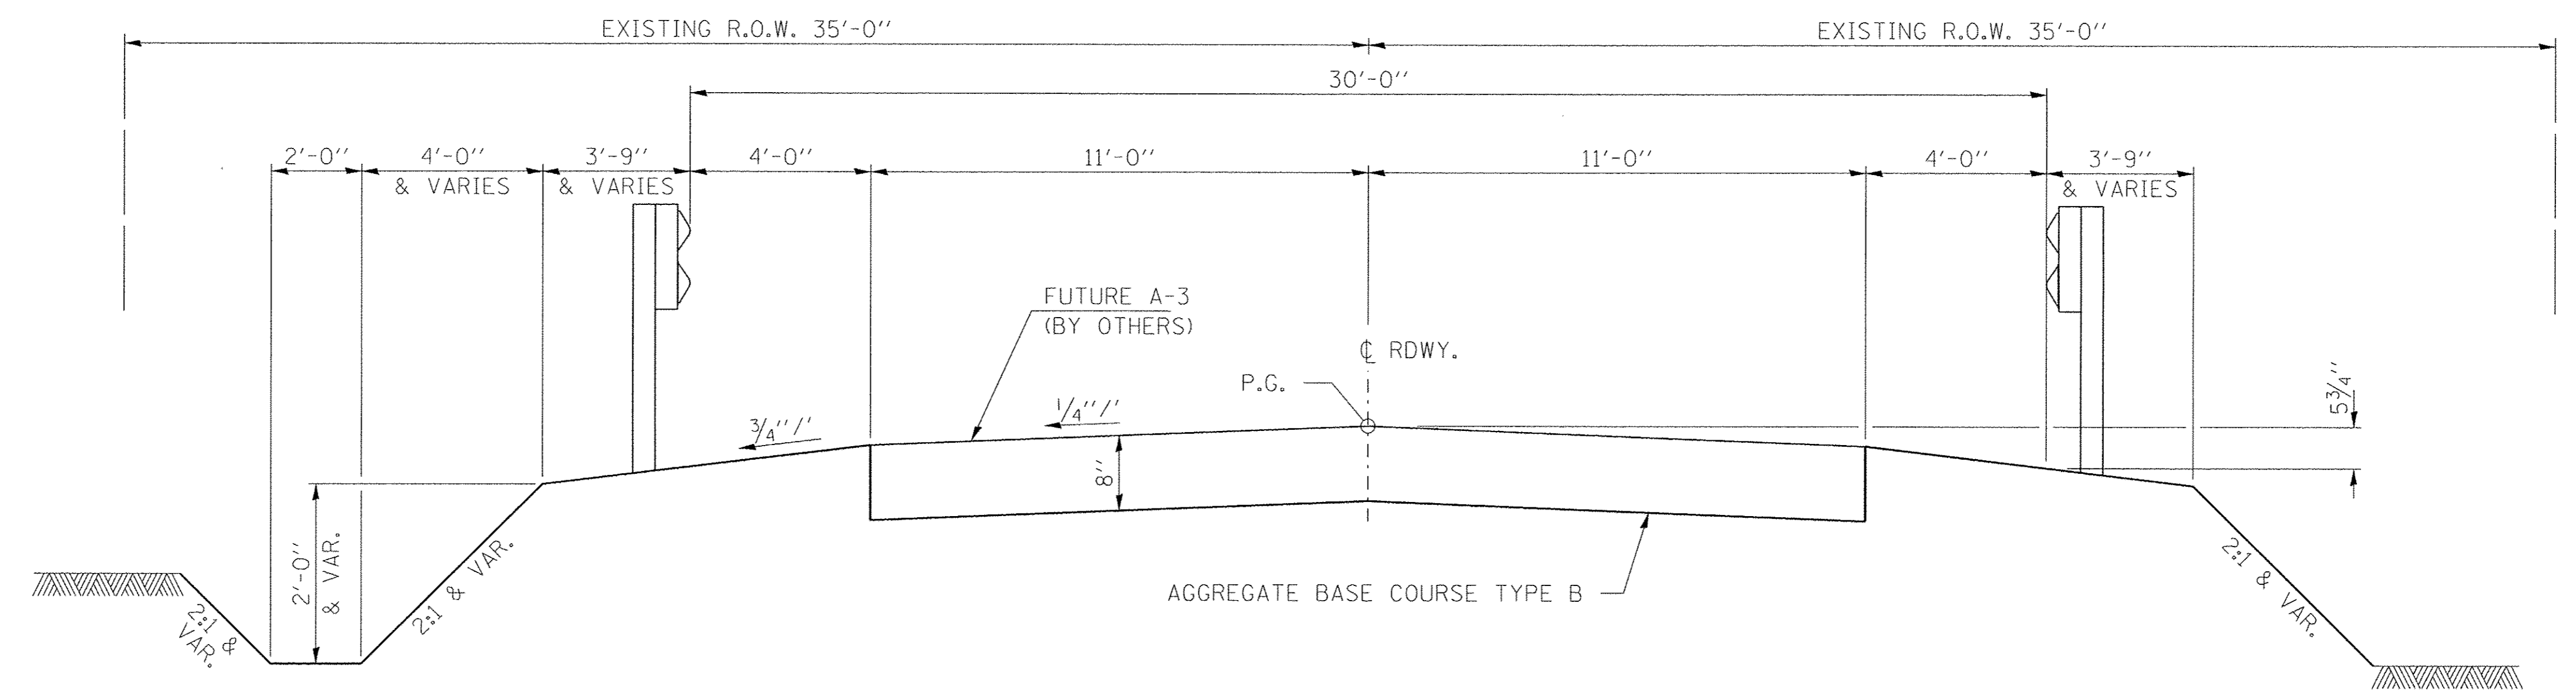 EXISTING R.O.W. 35'-0"
EXISTING R.O.W. 35'-0"
30'-0"
2'-0"
4'-0"
& VARIES
3'-9"
& VARIES
4'-0"
11'-0"
11'-0"
4'-0"
3'-9"
& VARIES
FUTURE A-3
(BY OTHERS)
℄ RDWY.
P.G.
3/4"/'
1/4"/'
5 3/4"
8"
2'-0"
& VAR.
2:1 & VAR.
2:1 &
VAR.
AGGREGATE BASE COURSE TYPE B
2:1 & VAR.